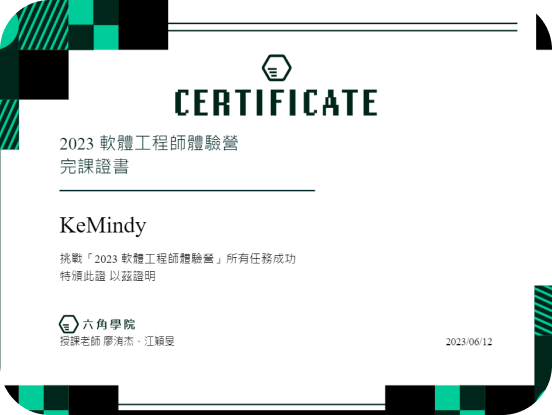 CERTIFICATE
2023 軟體工程師體驗營
完課證書
KeMindy
挑戰「2023 軟體工程師體驗營」所有任務成功
特頒此證 以茲證明
六角學院
授課老師 廖洧杰、江穎旻
2023/06/12